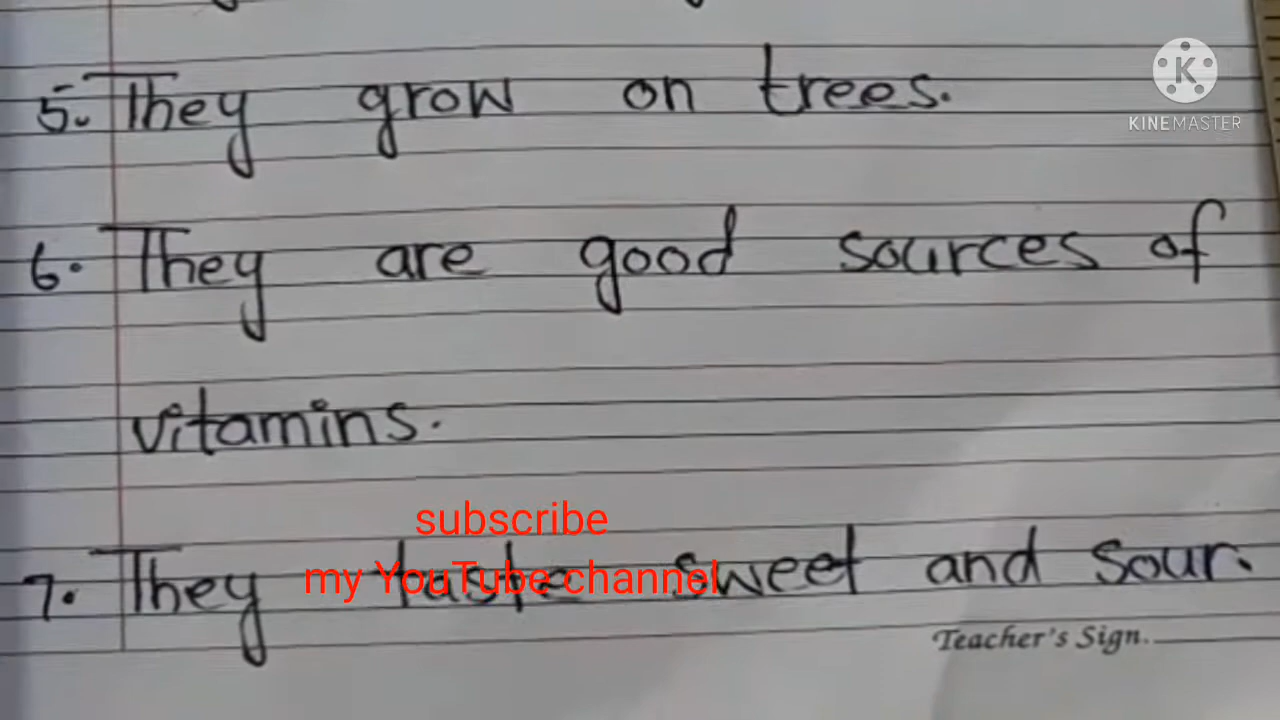 5. They grow on trees.
KINEMASTER
6. They are good sources of
vitamins.
subscribe
my YouTube channel
7. They taste sweet and sour.
Teacher's Sign.